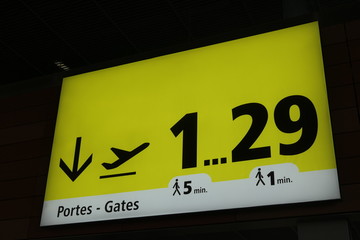 1...29
5 min. 1 min.
Portes - Gates